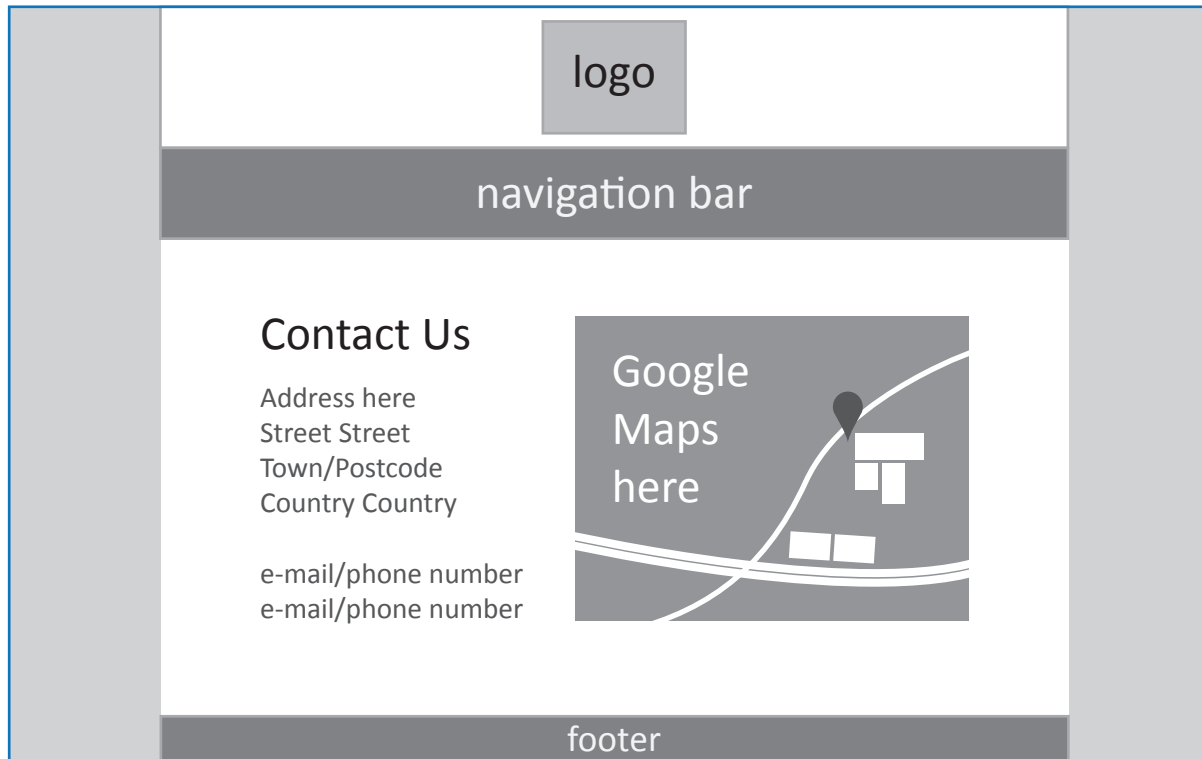 logo
navigation bar
Contact Us
Address here
Street Street
Town/Postcode
Country Country
e-mail/phone number
e-mail/phone number
Google
Maps
here
footer